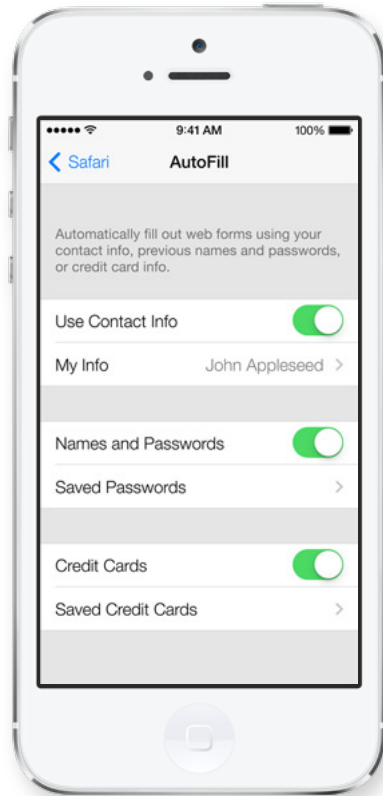 9:41 AM 100%
Safari AutoFill
Automatically fill out web forms using your
contact info, previous names and passwords,
or credit card info.
Use Contact Info
My Info John Appleseed
Names and Passwords
Saved Passwords
Credit Cards
Saved Credit Cards